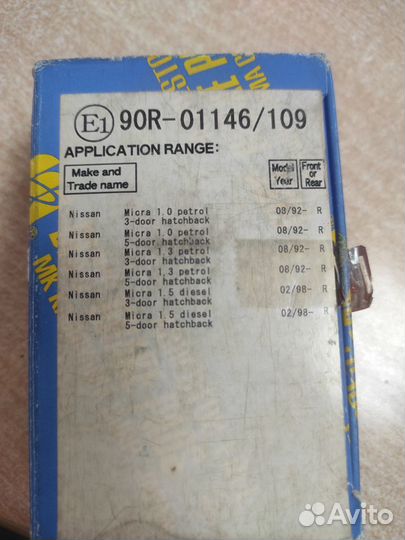 E1 90R-01146/109
APPLICATION RANGE:
Make and Trade name
Model Year
Front or Rear
Nissan Micra 1.0 petrol 08/92- R
3-door hatchback
Nissan Micra 1.0 petrol 08/92- R
5-door hatchback
Nissan Micra 1.3 petrol 08/92- R
3-door hatchback
Nissan Micra 1.3 petrol 08/92- R
5-door hatchback
Nissan Micra 1.5 diesel 02/98- R
3-door hatchback
Nissan Micra 1.5 diesel 02/98- R
5-door hatchback
Avito